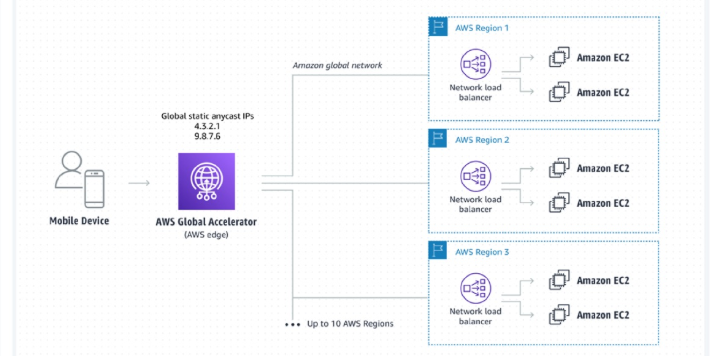 AWS Region 1
Amazon global network
Amazon EC2
Network load
balancer
Amazon EC2
Global static anycast IPs
4.3.2.1
9.8.7.6
AWS Region 2
Amazon EC2
Network load
balancer
Amazon EC2
Mobile Device
AWS Global Accelerator
(AWS edge)
AWS Region 3
Amazon EC2
Network load
balancer
Amazon EC2
••• Up to 10 AWS Regions